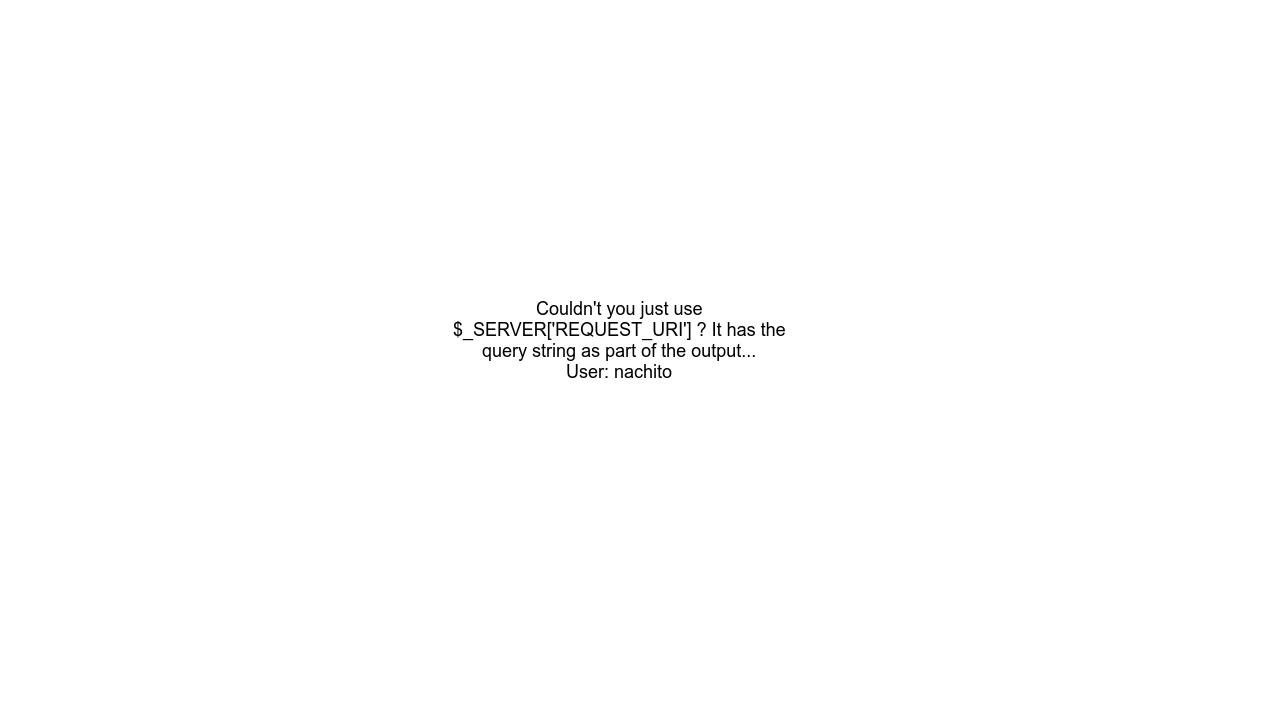 Couldn't you just use
$_SERVER['REQUEST_URI'] ? It has the
query string as part of the output...
User: nachito